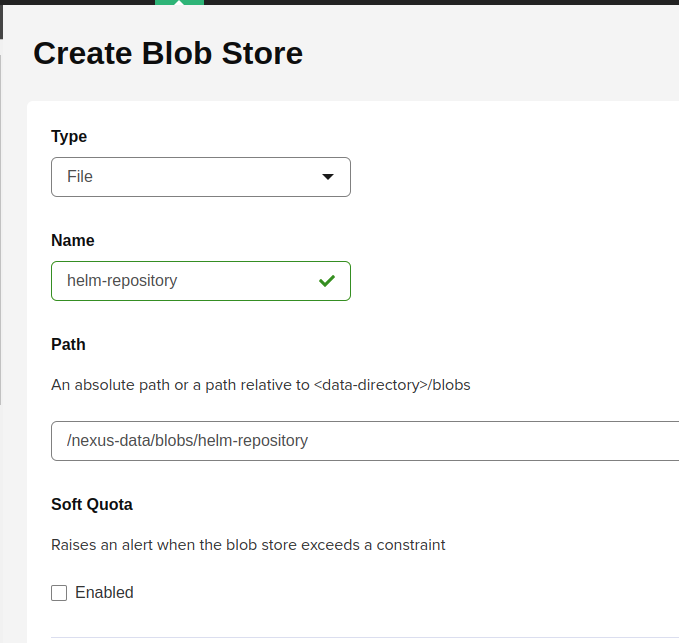 Create Blob Store
Type
File
Name
helm-repository
Path
An absolute path or a path relative to <data-directory>/blobs
/nexus-data/blobs/helm-repository
Soft Quota
Raises an alert when the blob store exceeds a constraint
Enabled